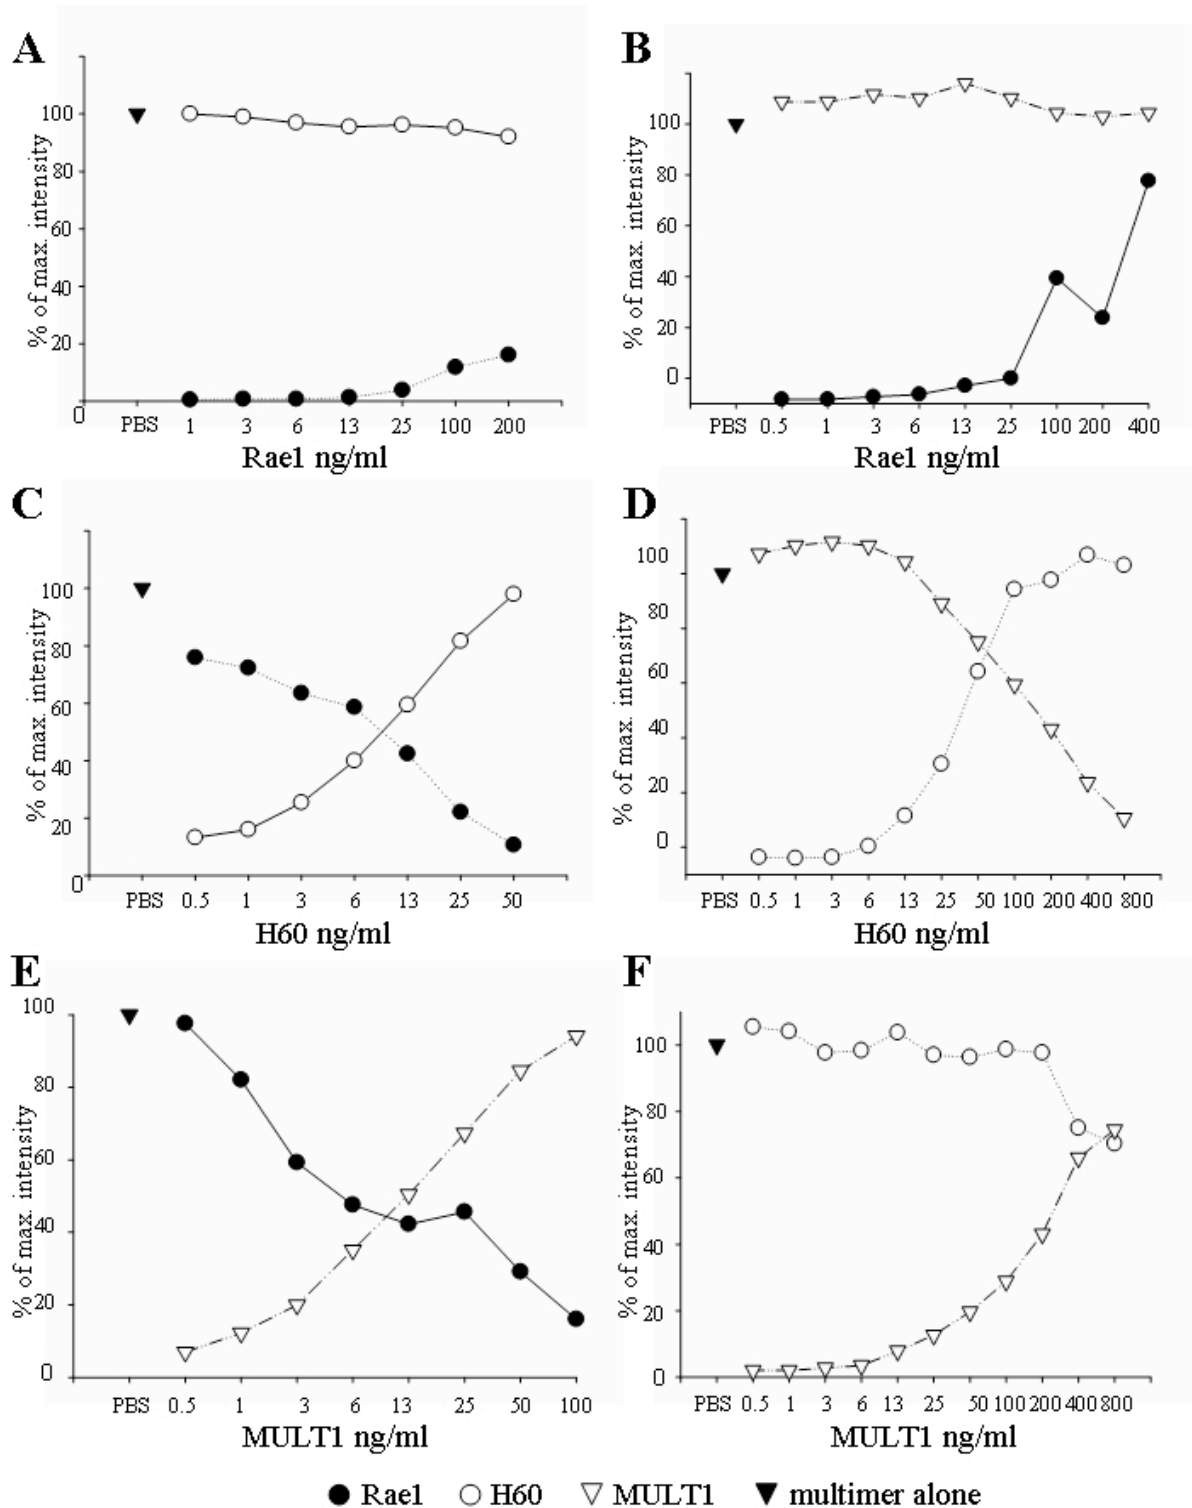 A
% of max. intensity
100
80
60
40
20
0
PBS 1 3 6 13 25 100 200
Rae1 ng/ml
B
% of max. intensity
100
80
60
40
20
0
PBS 0.5 1 3 6 13 25 100 200 400
Rae1 ng/ml
C
% of max. intensity
100
80
60
40
20
0
PBS 0.5 1 3 6 13 25 50
H60 ng/ml
D
% of max. intensity
100
80
60
40
20
0
PBS 0.5 1 3 6 13 25 50 100 200 400 800
H60 ng/ml
E
% of max. intensity
100
80
60
40
20
0
PBS 0.5 1 3 6 13 25 50 100
MULT1 ng/ml
F
% of max. intensity
100
80
60
40
20
0
PBS 0.5 1 3 6 13 25 50 100 200 400 800
MULT1 ng/ml
Rae1 H60 MULT1 multimer alone